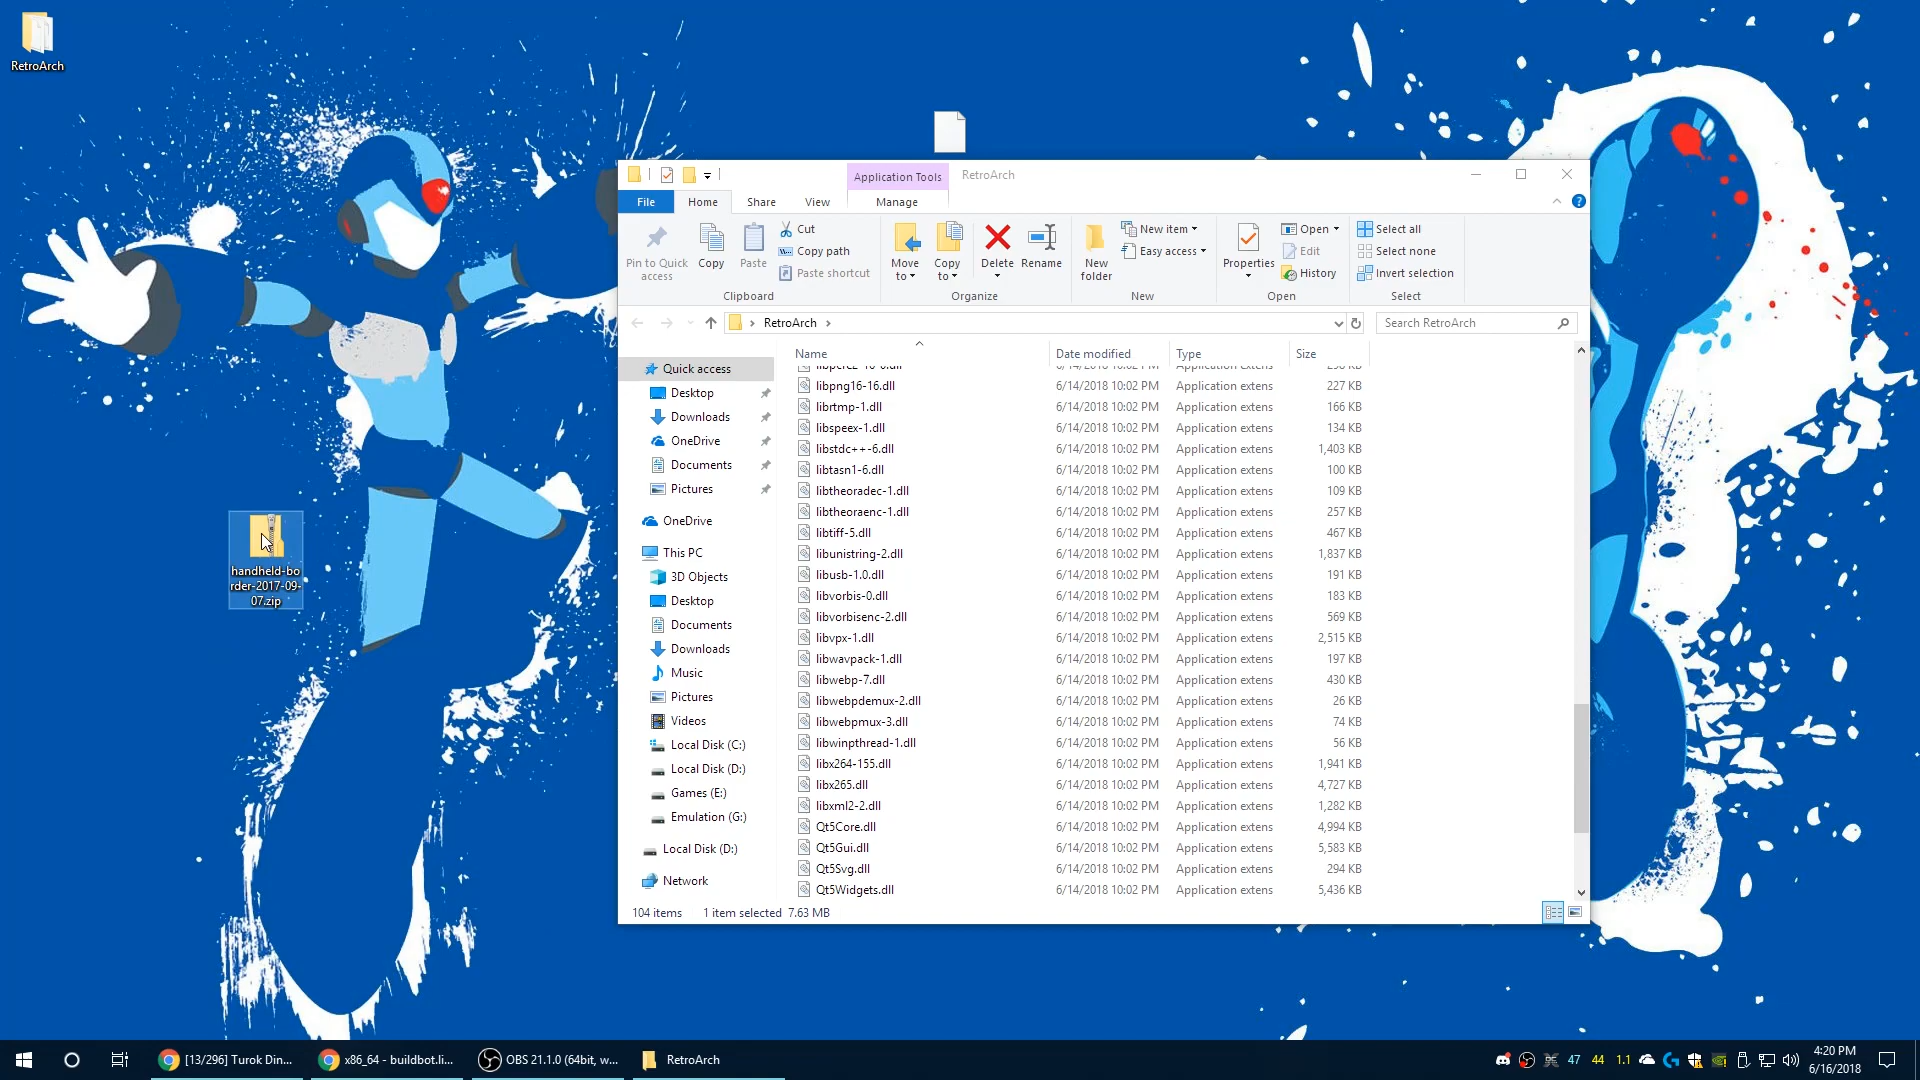 RetroArch
handheld-bo
rder-2017-09-
07.zip
Application Tools
RetroArch
File
Home
Share
View
Manage
Pin to Quick
access
Copy
Paste
Cut
Copy path
Paste shortcut
Clipboard
Move
to
Copy
to
Delete
Rename
Organize
New
folder
New item
Easy access
New
Properties
Open
Edit
History
Open
Select all
Select none
Invert selection
Select
RetroArch
Search RetroArch
Quick access
Desktop
Downloads
OneDrive
Documents
Pictures
OneDrive
This PC
3D Objects
Desktop
Documents
Downloads
Music
Pictures
Videos
Local Disk (C:)
Local Disk (D:)
Games (E:)
Emulation (G:)
Local Disk (D:)
Network
Name Date modified Type Size
libpng16-16.dll 6/14/2018 10:02 PM Application extens 227 KB
librtmp-1.dll 6/14/2018 10:02 PM Application extens 166 KB
libspeex-1.dll 6/14/2018 10:02 PM Application extens 134 KB
libstdc++-6.dll 6/14/2018 10:02 PM Application extens 1,403 KB
libtasn1-6.dll 6/14/2018 10:02 PM Application extens 100 KB
libtheoradec-1.dll 6/14/2018 10:02 PM Application extens 109 KB
libtheoraenc-1.dll 6/14/2018 10:02 PM Application extens 257 KB
libtiff-5.dll 6/14/2018 10:02 PM Application extens 467 KB
libunistring-2.dll 6/14/2018 10:02 PM Application extens 1,837 KB
libusb-1.0.dll 6/14/2018 10:02 PM Application extens 191 KB
libvorbis-0.dll 6/14/2018 10:02 PM Application extens 183 KB
libvorbisenc-2.dll 6/14/2018 10:02 PM Application extens 569 KB
libvpx-1.dll 6/14/2018 10:02 PM Application extens 2,515 KB
libwavpack-1.dll 6/14/2018 10:02 PM Application extens 197 KB
libwebp-7.dll 6/14/2018 10:02 PM Application extens 430 KB
libwebpdemux-2.dll 6/14/2018 10:02 PM Application extens 26 KB
libwebpmux-3.dll 6/14/2018 10:02 PM Application extens 74 KB
libwinpthread-1.dll 6/14/2018 10:02 PM Application extens 56 KB
libx264-155.dll 6/14/2018 10:02 PM Application extens 1,941 KB
libx265.dll 6/14/2018 10:02 PM Application extens 4,727 KB
libxml2-2.dll 6/14/2018 10:02 PM Application extens 1,282 KB
Qt5Core.dll 6/14/2018 10:02 PM Application extens 4,994 KB
Qt5Gui.dll 6/14/2018 10:02 PM Application extens 5,583 KB
Qt5Svg.dll 6/14/2018 10:02 PM Application extens 294 KB
Qt5Widgets.dll 6/14/2018 10:02 PM Application extens 5,436 KB
104 items 1 item selected 7.63 MB
[13/296] Turok Din...
x86_64 - buildbot.li...
OBS 21.1.0 (64bit, w...
RetroArch
47 44 1.1
4:20 PM
6/16/2018